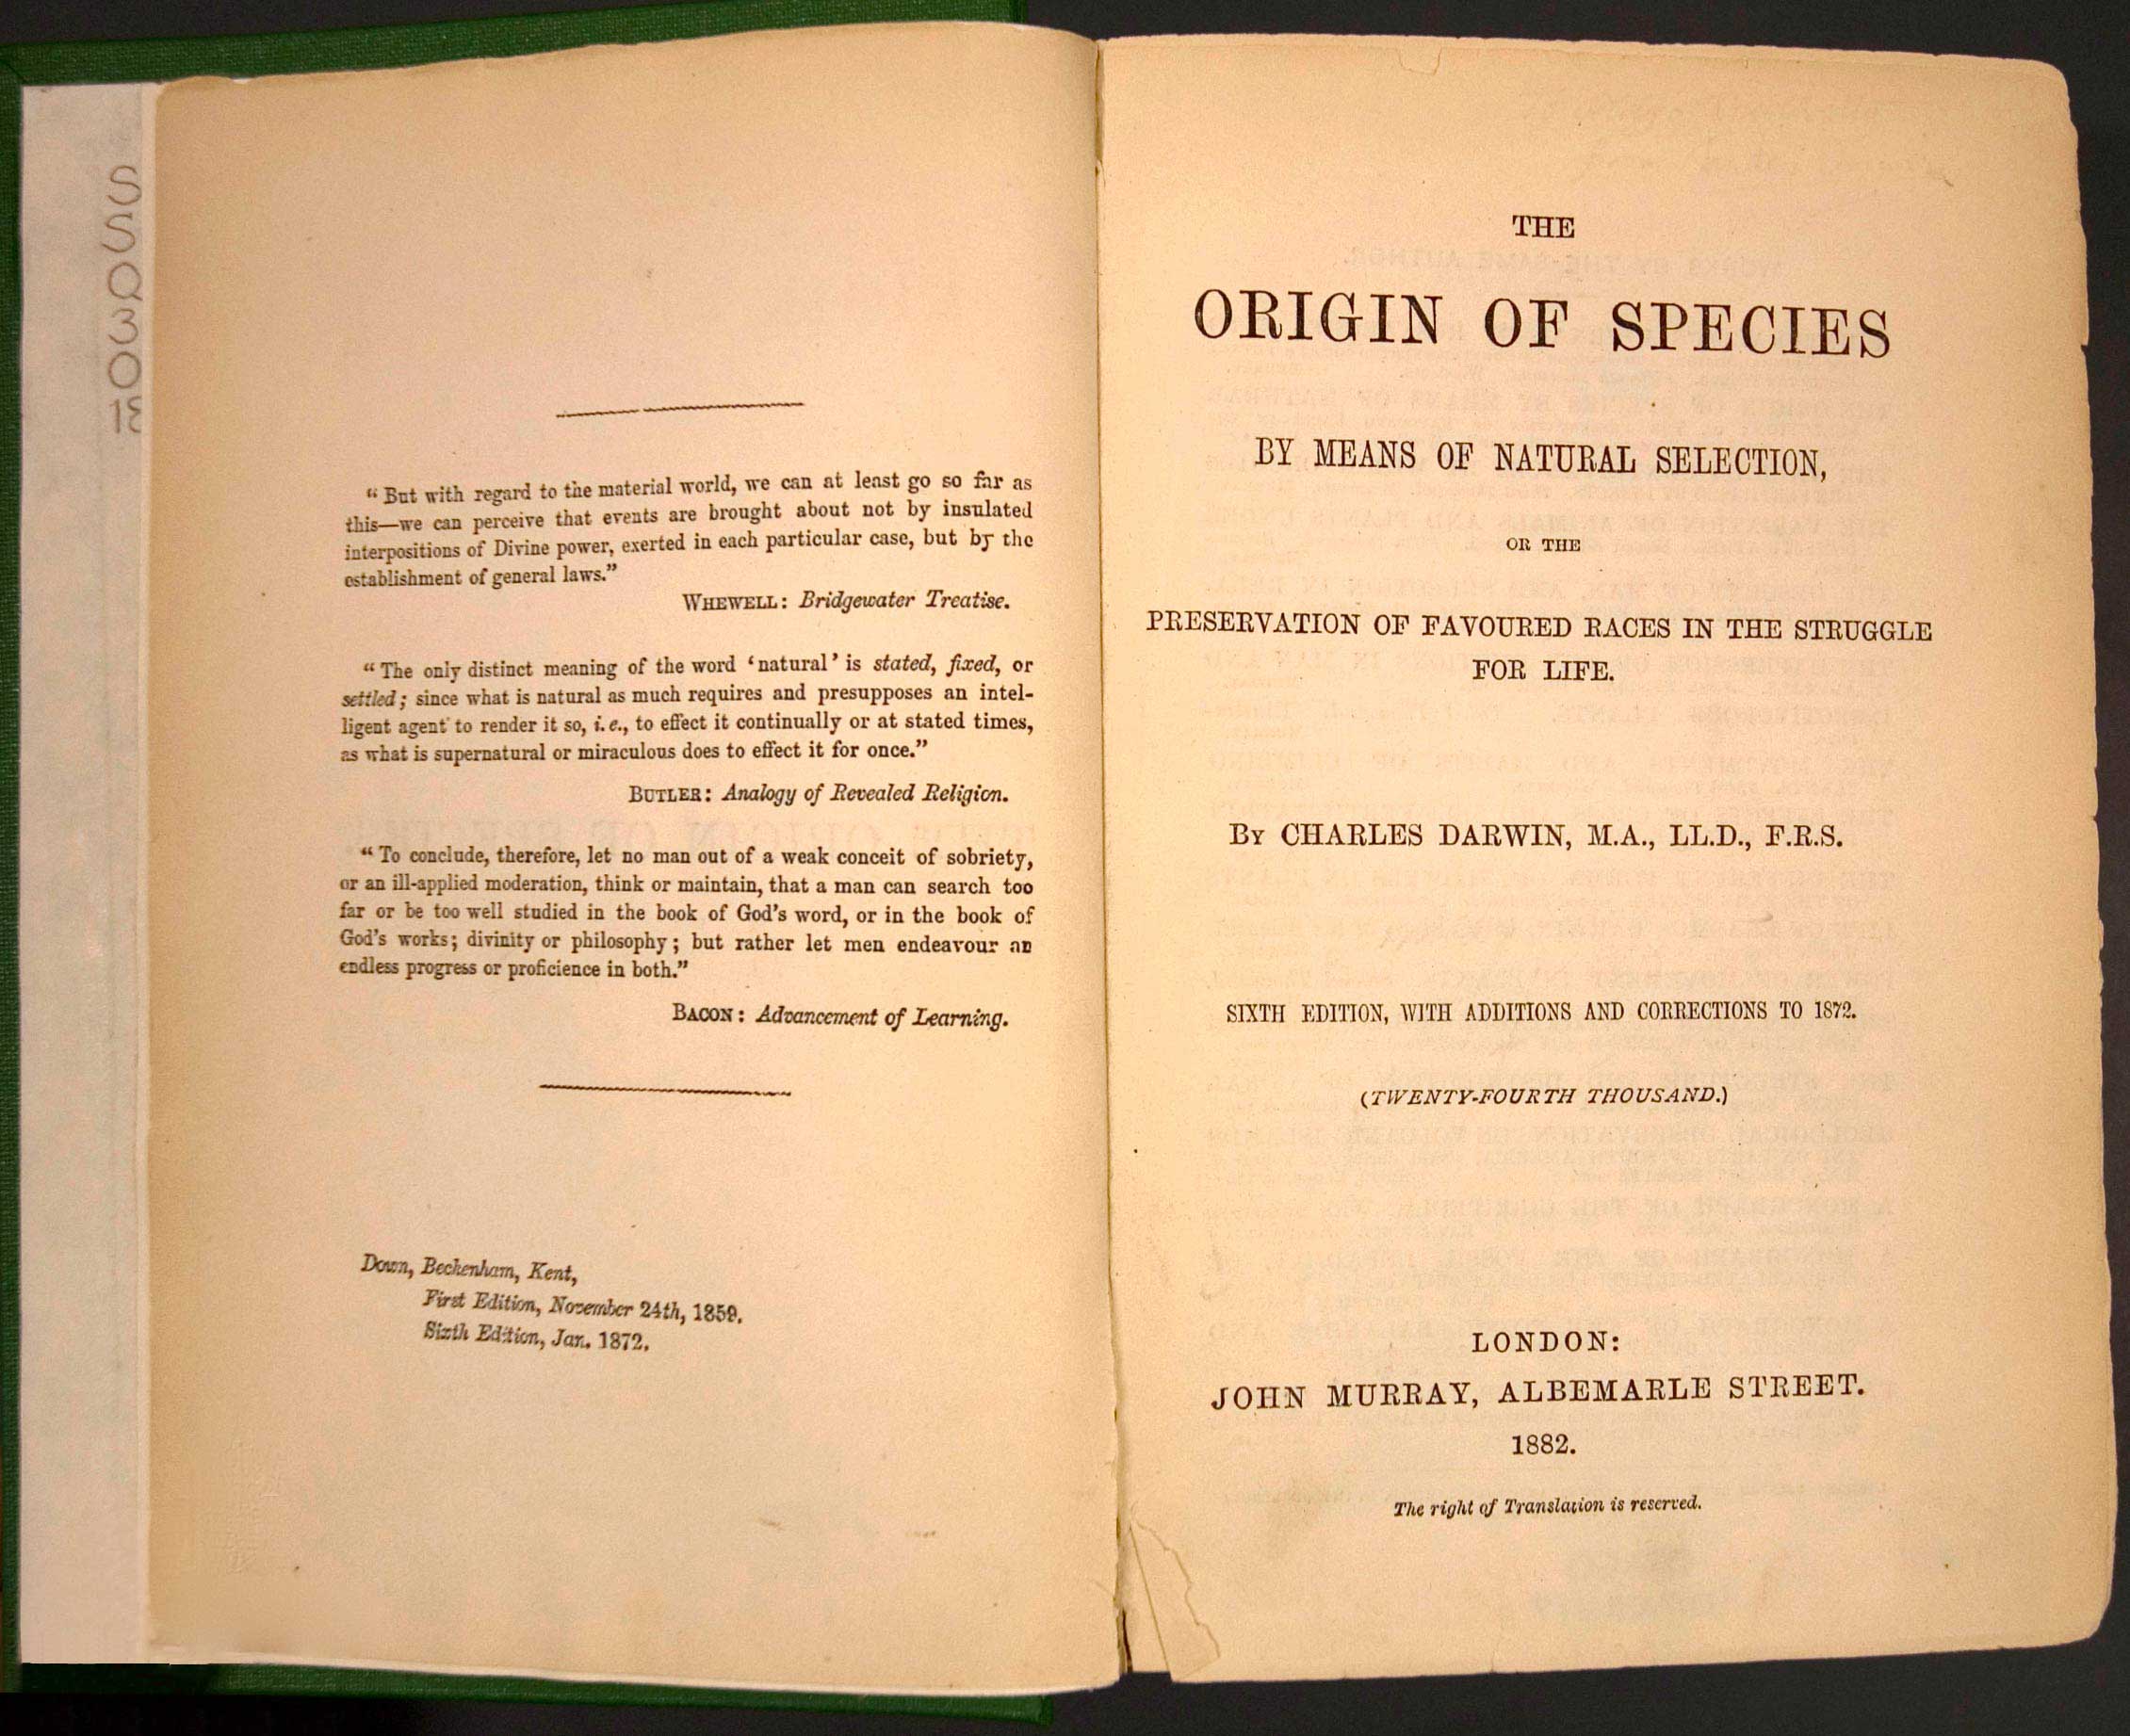 S
S
Q
3
0
18
“But with regard to the material world, we can at least go so far as
this—we can perceive that events are brought about not by insulated
interpositions of Divine power, exerted in each particular case, but by the
establishment of general laws.”
WHEWELL: Bridgewater Treatise.
“The only distinct meaning of the word ‘natural’ is stated, fixed, or
settled; since what is natural as much requires and presupposes an intel-
ligent agent to render it so, i.e., to effect it continually or at stated times,
as what is supernatural or miraculous does to effect it for once.”
BUTLER: Analogy of Revealed Religion.
“To conclude, therefore, let no man out of a weak conceit of sobriety,
or an ill-applied moderation, think or maintain, that a man can search too
far or be too well studied in the book of God’s word, or in the book of
God’s works; divinity or philosophy; but rather let men endeavour an
endless progress or proficience in both.”
BACON: Advancement of Learning.
Down, Beckenham, Kent,
First Edition, November 24th, 1859.
Sixth Edition, Jan. 1872.
THE
ORIGIN OF SPECIES
BY MEANS OF NATURAL SELECTION,
OR THE
PRESERVATION OF FAVOURED RACES IN THE STRUGGLE
FOR LIFE.
BY CHARLES DARWIN, M.A., LL.D., F.R.S.
SIXTH EDITION, WITH ADDITIONS AND CORRECTIONS TO 1872.
(TWENTY-FOURTH THOUSAND.)
LONDON:
JOHN MURRAY, ALBEMARLE STREET.
1882.
The right of Translation is reserved.